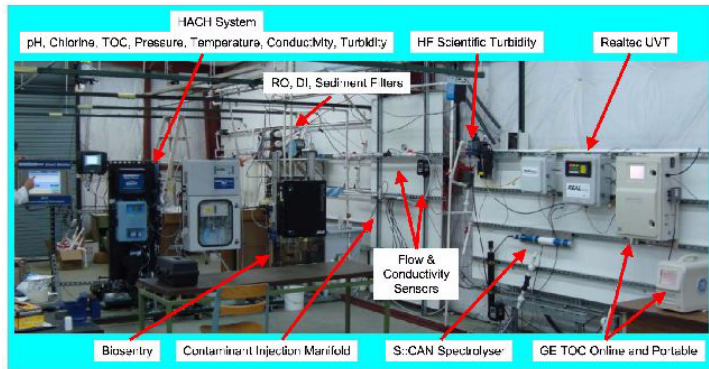 HACH System
pH, Chlorine, TOC, Pressure, Temperature, Conductivity, Turbidity
HF Scientific Turbidity
Realtec UVT
RO, DI, Sediment Filters
Flow &
Conductivity
Sensors
Biosentry
Contaminant Injection Manifold
S::CAN Spectrolyser
GE TOC Online and Portable
REAL